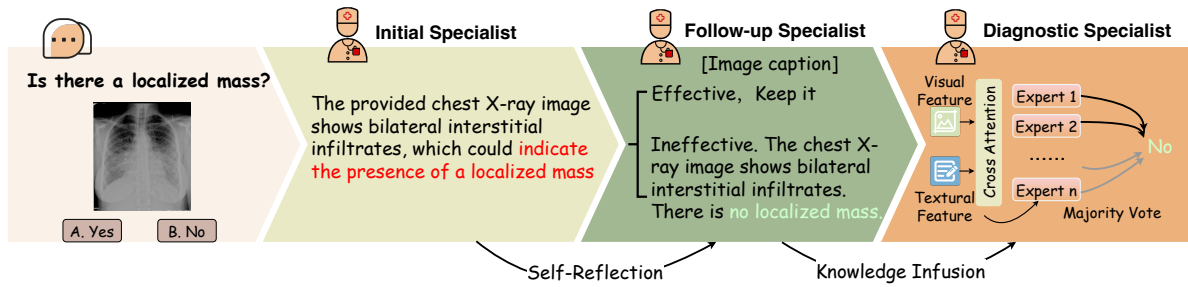 Is there a localized mass?
A. Yes
B. No
Initial Specialist
The provided chest X-ray image
shows bilateral interstitial
infiltrates, which could indicate
the presence of a localized mass
Follow-up Specialist
[Image caption]
Effective, Keep it
Ineffective. The chest X-
ray image shows bilateral
interstitial infiltrates.
There is no localized mass.
Diagnostic Specialist
Visual
Feature
Textural
Feature
Cross Attention
Expert 1
Expert 2
......
Expert n
No
Majority Vote
Self-Reflection
Knowledge Infusion